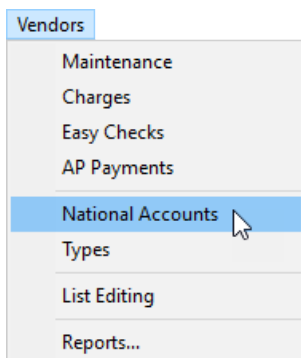 Vendors
Maintenance
Charges
Easy Checks
AP Payments
National Accounts
Types
List Editing
Reports...